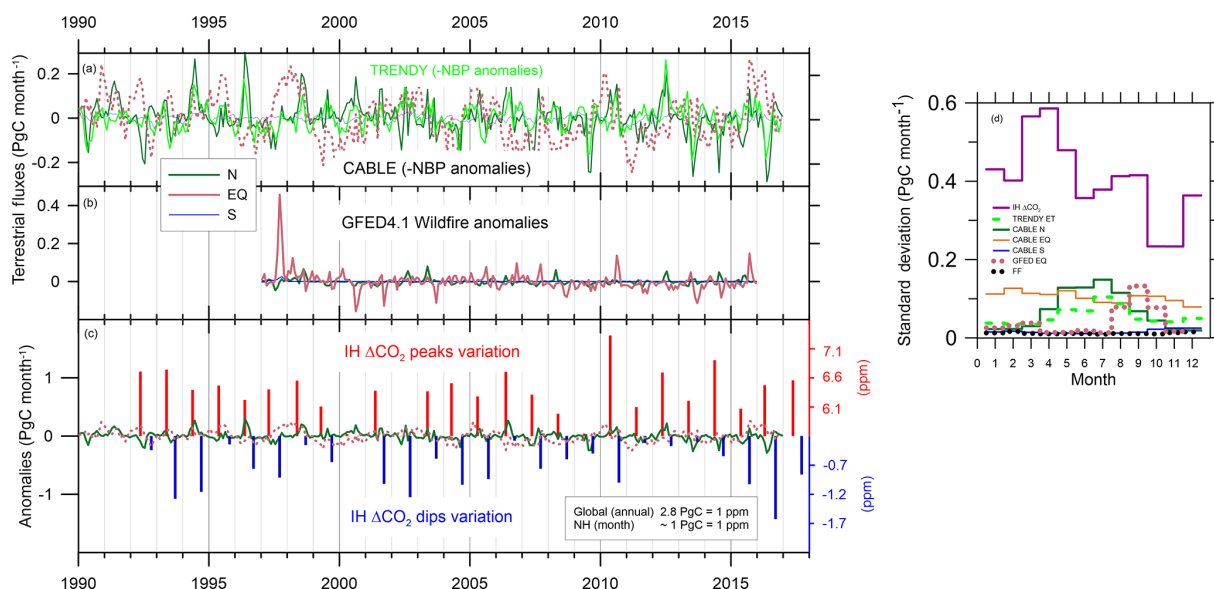 1990 1995 2000 2005 2010 2015
(a)
TRENDY (-NBP anomalies)
0.2
0
-0.2
CABLE (-NBP anomalies)
Terrestrial fluxes (PgC month⁻¹)
N
EQ
S
(b)
GFED4.1 Wildfire anomalies
0.4
0.2
0
(c)
IH ΔCO₂ peaks variation
1
0
-1
Anomalies (PgC month⁻¹)
7.1
6.6
6.1
(ppm)
-0.7
-1.2
-1.7
(ppm)
IH ΔCO₂ dips variation
Global (annual) 2.8 PgC = 1 ppm
NH (month) ~ 1 PgC = 1 ppm
1990 1995 2000 2005 2010 2015
(d)
0.6
0.4
0.2
0
Standard deviation (PgC month⁻¹)
IH ΔCO₂
TRENDY ET
CABLE N
CABLE EQ
CABLE S
GFED EQ
FF
0 1 2 3 4 5 6 7 8 9 10 11 12
Month